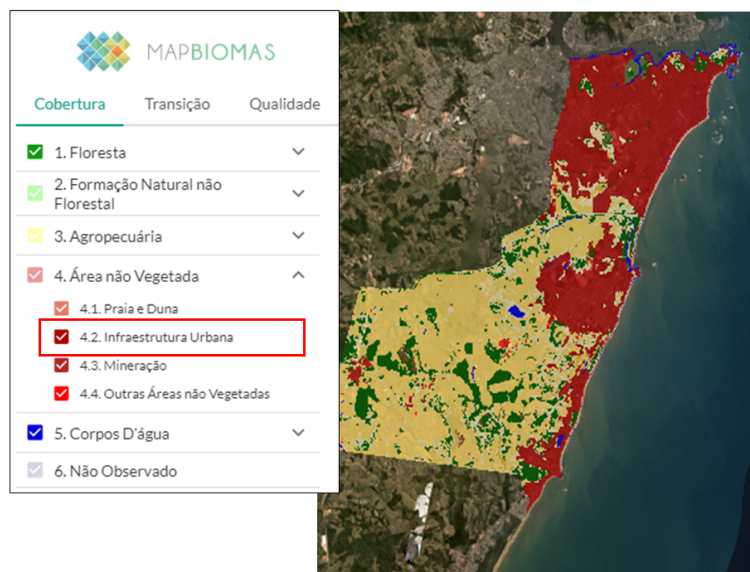 MAPBIOMAS
Cobertura Transição Qualidade
1. Floresta
2. Formação Natural não
Florestal
3. Agropecuária
4. Área não Vegetada
4.1. Praia e Duna
4.2. Infraestrutura Urbana
4.3. Mineração
4.4. Outras Áreas não Vegetadas
5. Corpos D'água
6. Não Observado